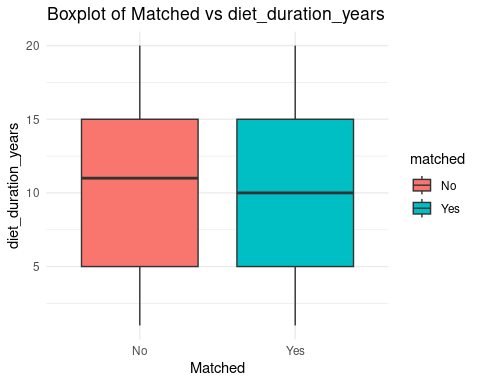 Boxplot of Matched vs diet_duration_years
20
15
10
5
diet_duration_years
No
Yes
Matched
matched
No
Yes